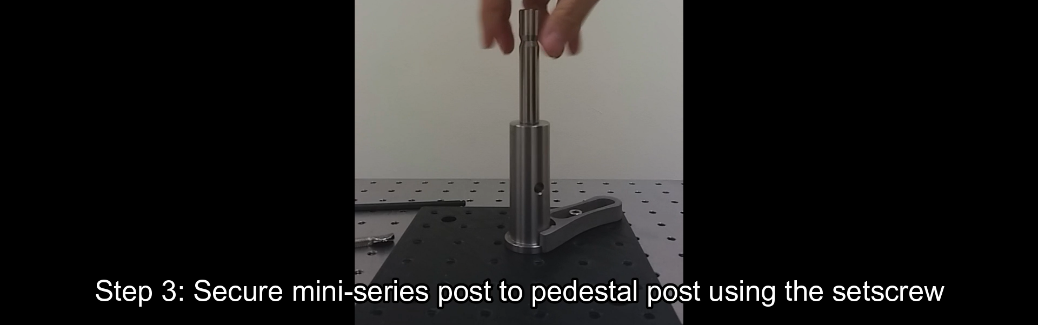 Step 3: Secure mini-series post to pedestal post using the setscrew